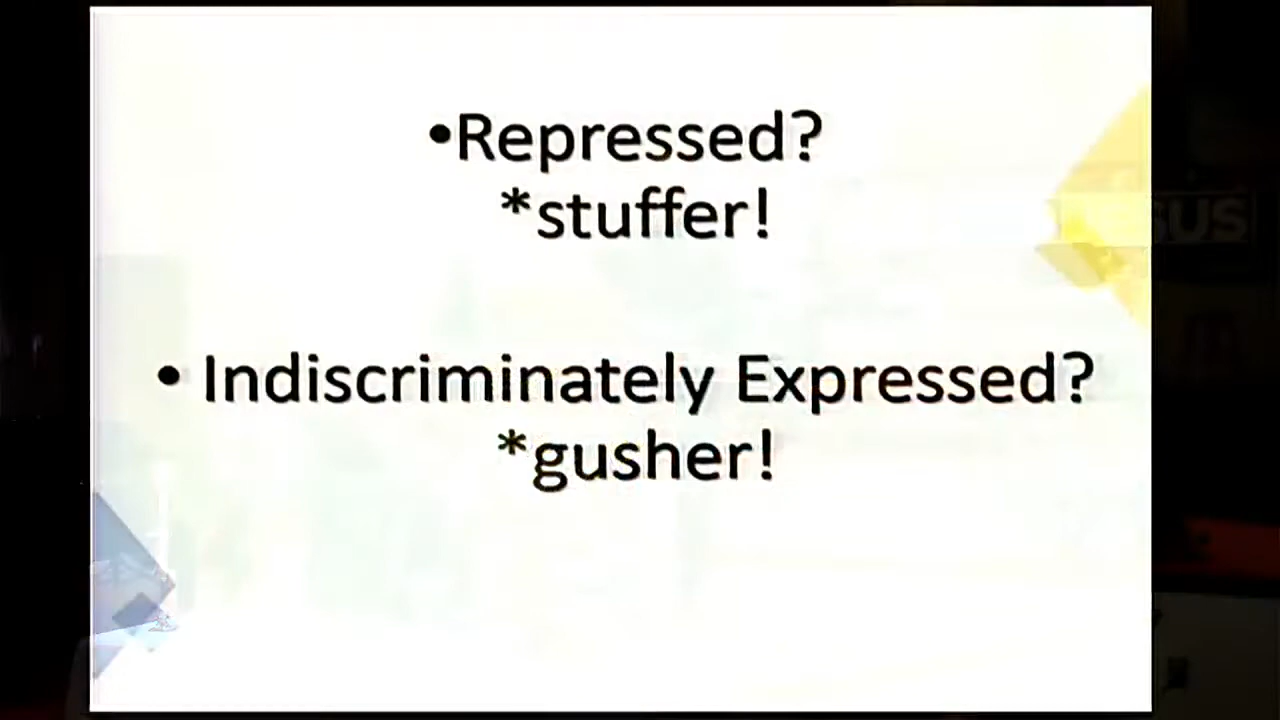 •Repressed?
*stuffer!
• Indiscriminately Expressed?
*gusher!